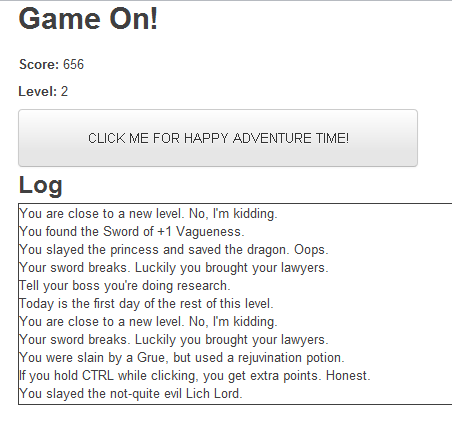 Game On!
Score: 656
Level: 2
CLICK ME FOR HAPPY ADVENTURE TIME!
Log
You are close to a new level. No, I'm kidding.
You found the Sword of +1 Vagueness.
You slayed the princess and saved the dragon. Oops.
Your sword breaks. Luckily you brought your lawyers.
Tell your boss you're doing research.
Today is the first day of the rest of this level.
You are close to a new level. No, I'm kidding.
Your sword breaks. Luckily you brought your lawyers.
You were slain by a Grue, but used a rejuvination potion.
If you hold CTRL while clicking, you get extra points. Honest.
You slayed the not-quite evil Lich Lord.